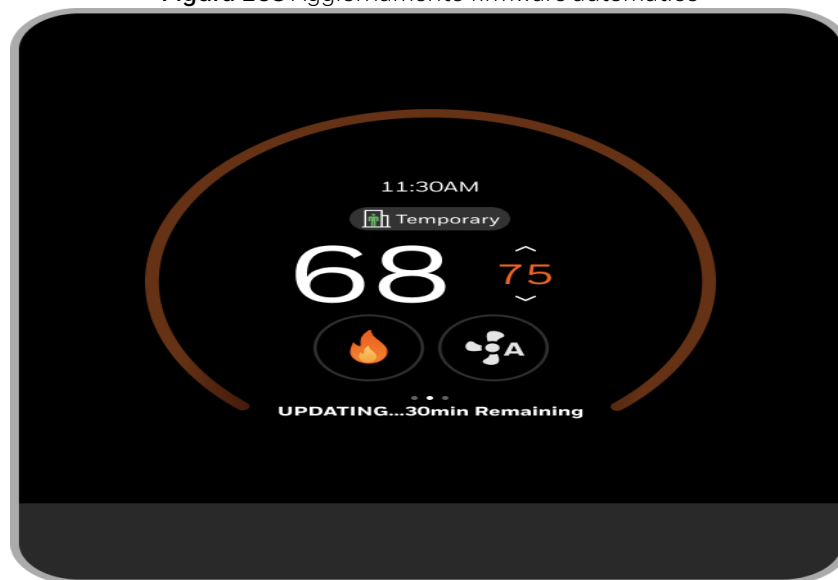 Aggiornamento firmware automatico
11:30AM
Temporary
68
75
A
UPDATING...30min Remaining